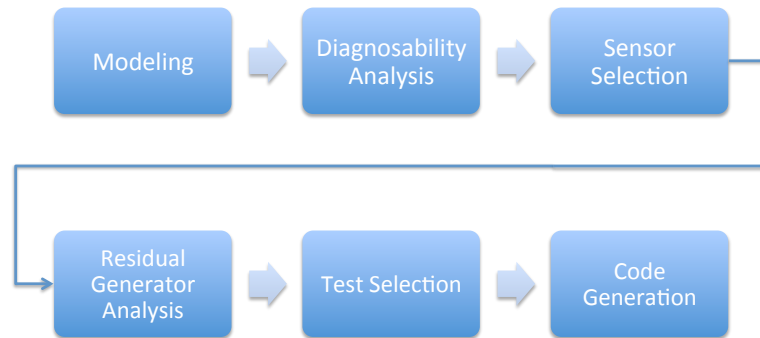 Modeling
Diagnosability
Analysis
Sensor
Selection
Residual
Generator
Analysis
Test Selection
Code
Generation